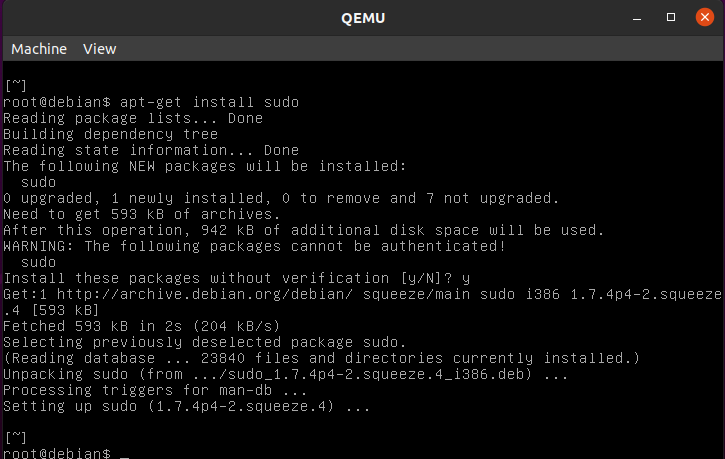 QEMU
Machine View
[~]
root@debian$ apt-get install sudo
Reading package lists... Done
Building dependency tree
Reading state information... Done
The following NEW packages will be installed:
  sudo
0 upgraded, 1 newly installed, 0 to remove and 7 not upgraded.
Need to get 593 kB of archives.
After this operation, 942 kB of additional disk space will be used.
WARNING: The following packages cannot be authenticated!
  sudo
Install these packages without verification [y/N]? y
Get:1 http://archive.debian.org/debian/ squeeze/main sudo i386 1.7.4p4-2.squeeze
.4 [593 kB]
Fetched 593 kB in 2s (204 kB/s)
Selecting previously deselected package sudo.
(Reading database ... 23840 files and directories currently installed.)
Unpacking sudo (from .../sudo_1.7.4p4-2.squeeze.4_i386.deb) ...
Processing triggers for man-db ...
Setting up sudo (1.7.4p4-2.squeeze.4) ...
[~]
root@debian$ _